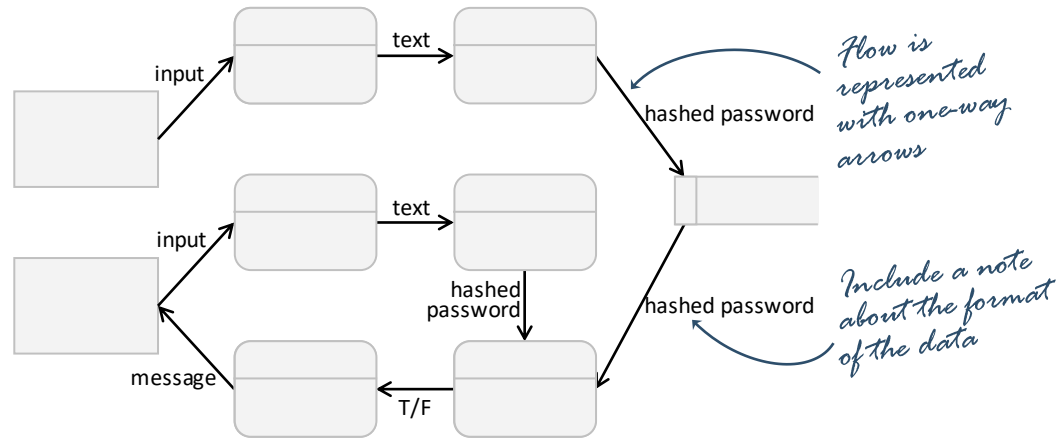 text
input
hashed password
Flow is
represented
with one-way
arrows
text
input
hashed
password
hashed password
Include a note
about the format
of the data
message
T/F